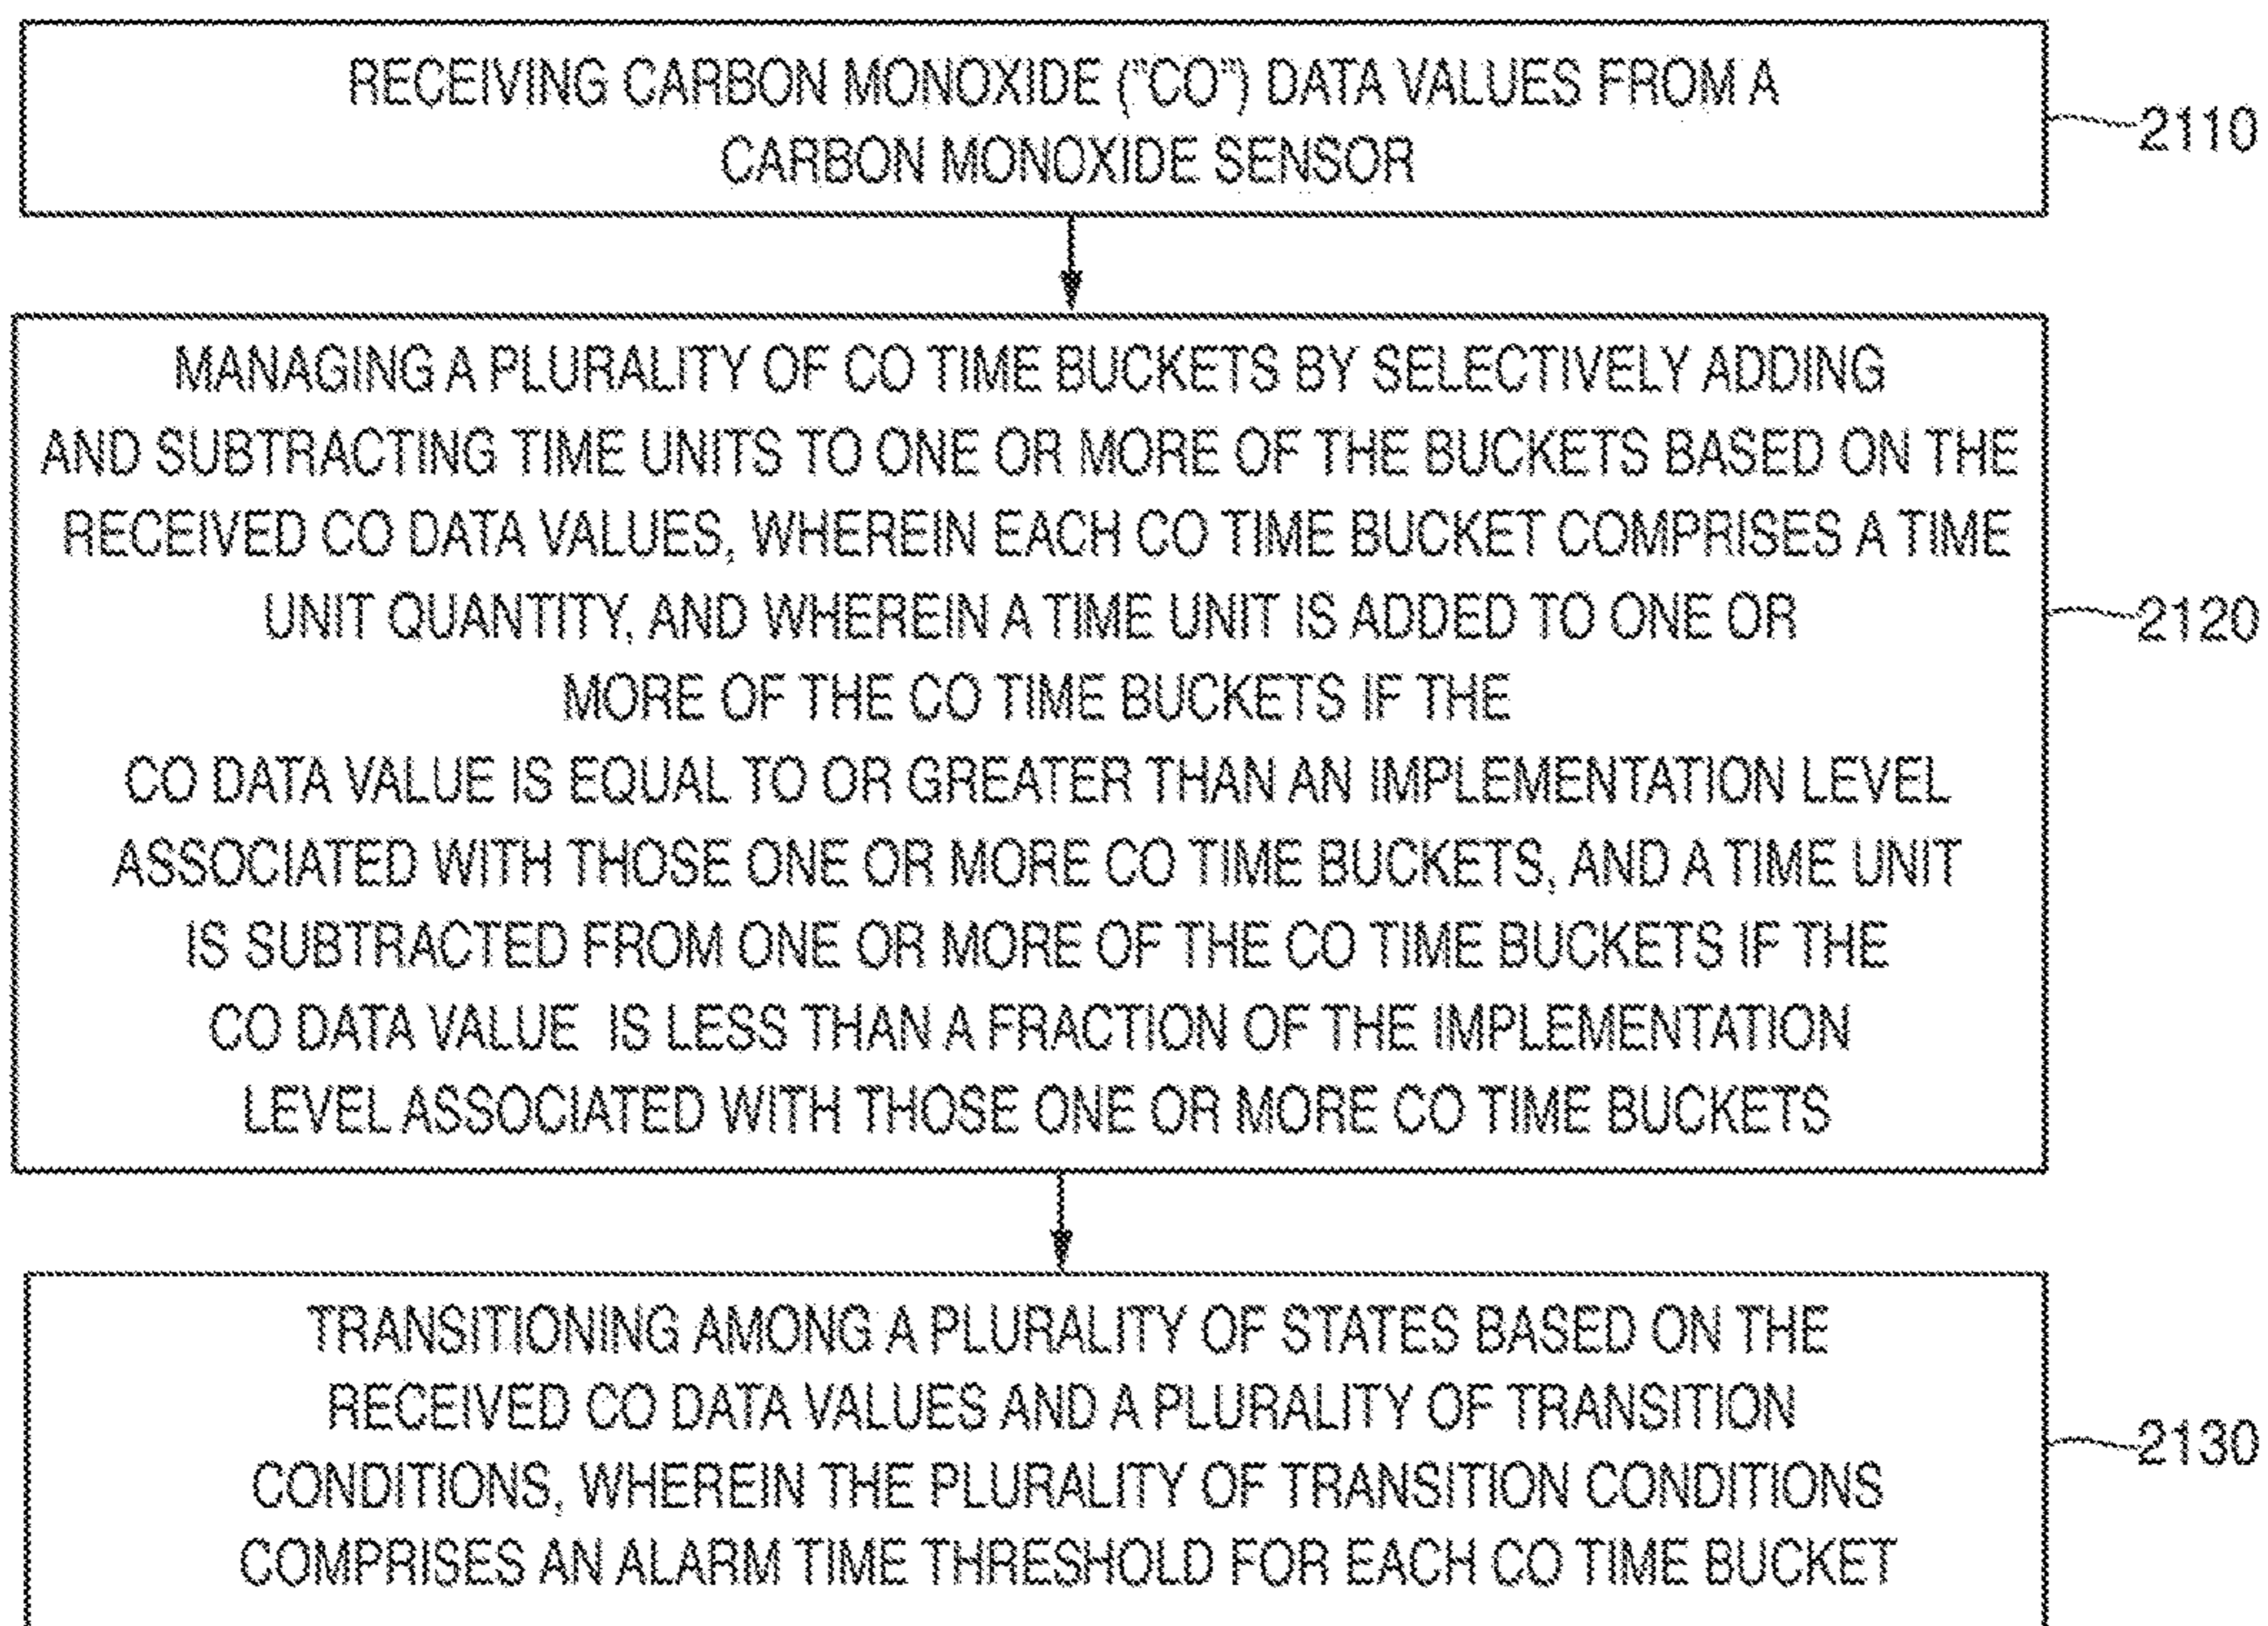 RECEIVING CARBON MONOXIDE ("CO") DATA VALUES FROM A
CARBON MONOXIDE SENSOR
2110
MANAGING A PLURALITY OF CO TIME BUCKETS BY SELECTIVELY ADDING
AND SUBTRACTING TIME UNITS TO ONE OR MORE OF THE BUCKETS BASED ON THE
RECEIVED CO DATA VALUES, WHEREIN EACH CO TIME BUCKET COMPRISES A TIME
UNIT QUANTITY, AND WHEREIN A TIME UNIT IS ADDED TO ONE OR
MORE OF THE CO TIME BUCKETS IF THE
CO DATA VALUE IS EQUAL TO OR GREATER THAN AN IMPLEMENTATION LEVEL
ASSOCIATED WITH THOSE ONE OR MORE CO TIME BUCKETS, AND A TIME UNIT
IS SUBTRACTED FROM ONE OR MORE OF THE CO TIME BUCKETS IF THE
CO DATA VALUE IS LESS THAN A FRACTION OF THE IMPLEMENTATION
LEVEL ASSOCIATED WITH THOSE ONE OR MORE CO TIME BUCKETS
2120
TRANSITIONING AMONG A PLURALITY OF STATES BASED ON THE
RECEIVED CO DATA VALUES AND A PLURALITY OF TRANSITION
CONDITIONS, WHEREIN THE PLURALITY OF TRANSITION CONDITIONS
COMPRISES AN ALARM TIME THRESHOLD FOR EACH CO TIME BUCKET
2130